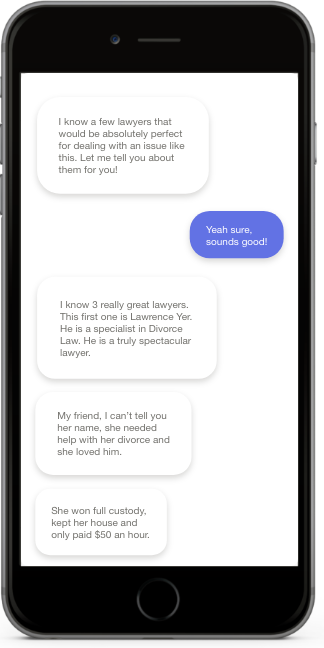 I know a few lawyers that
would be absolutely perfect
for dealing with an issue like
this. Let me tell you about
them for you!
Yeah sure,
sounds good!
I know 3 really great lawyers.
This first one is Lawrence Yer.
He is a specialist in Divorce
Law. He is a truly spectacular
lawyer.
My friend, I can’t tell you
her name, she needed
help with her divorce and
she loved him.
She won full custody,
kept her house and
only paid $50 an hour.